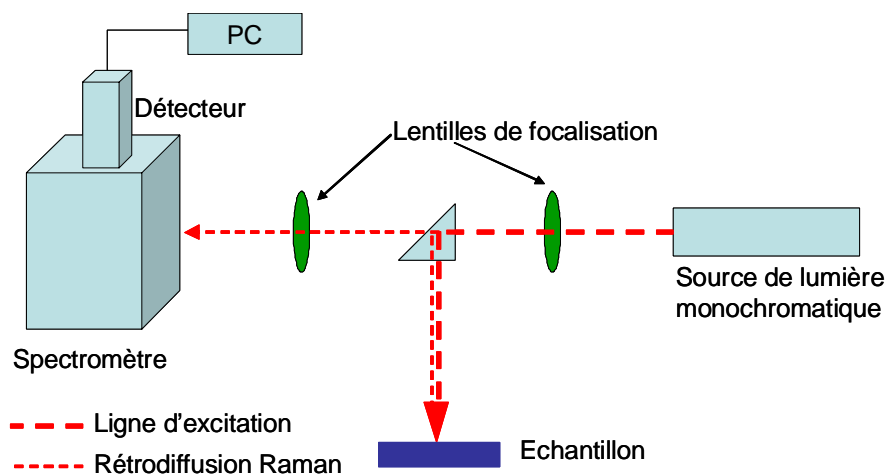 PC
Détecteur
Lentilles de focalisation
Source de lumière
monochromatique
Spectromètre
Ligne d'excitation
Echantillon
Rétrodiffusion Raman